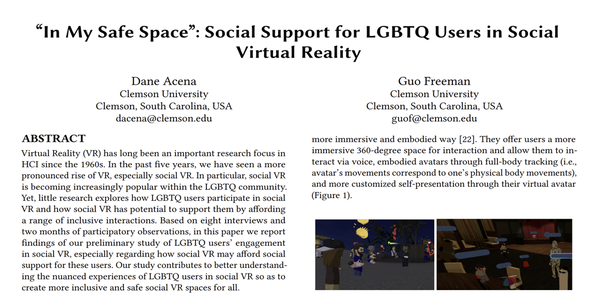 “In My Safe Space”: Social Support for LGBTQ Users in Social
Virtual Reality
Dane Acena
Clemson University
Clemson, South Carolina, USA
dacena@clemson.edu
Guo Freeman
Clemson University
Clemson, South Carolina, USA
guof@clemson.edu
ABSTRACT
Virtual Reality (VR) has long been an important research focus in
HCI since the 1960s. In the past five years, we have seen a more
pronounced rise of VR, especially social VR. In particular, social VR
is becoming increasingly popular within the LGBTQ community.
Yet, little research explores how LGBTQ users participate in social
VR and how social VR has potential to support them by affording
a range of inclusive interactions. Based on eight interviews and
two months of participatory observations, in this paper we report
findings of our preliminary study of LGBTQ users’ engagement
in social VR, especially regarding how social VR may afford social
support for these users. Our study contributes to better understand-
ing the nuanced experiences of LGBTQ users in social VR so as to
create more inclusive and safe social VR spaces for all.
more immersive and embodied way [22]. They offer users a more
immersive 360-degree space for interaction and allow them to in-
teract via voice, embodied avatars through full-body tracking (i.e.,
avatar’s movements correspond to one’s physical body movements),
and more customized self-presentation through their virtual avatar
(Figure 1).